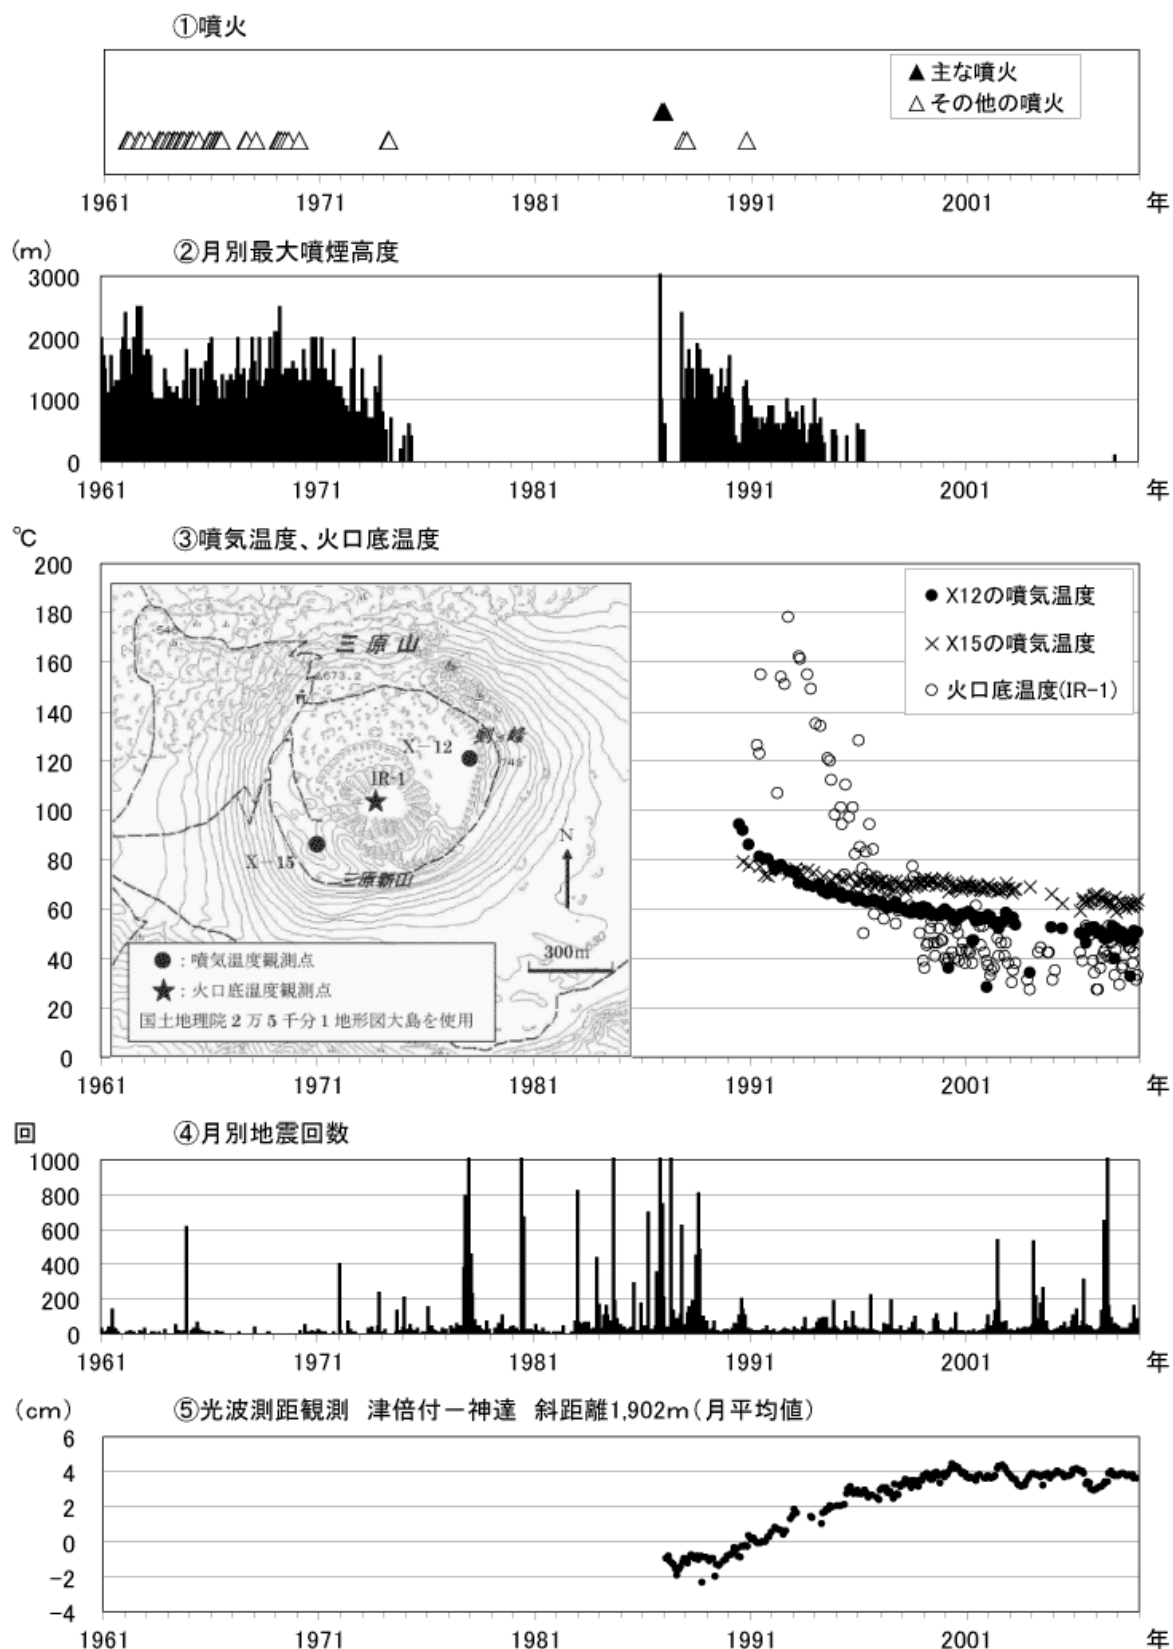 ①噴火
▲主な噴火
△その他の噴火
1961 1971 1981 1991 2001 年
(m) ②月別最大噴煙高度
3000
2000
1000
0
1961 1971 1981 1991 2001 年
℃ ③噴気温度、火口底温度
200
180
160
140
120
100
80
60
40
20
0
● X12の噴気温度
× X15の噴気温度
○ 火口底温度(IR-1)
三原山
673.2
X-12
剣ヶ峰
749
IR-1
X-15
三原新山
N
300m
●：噴気温度観測点
★：火口底温度観測点
国土地理院2万5千分1地形図大島を使用
1961 1971 1981 1991 2001 年
回 ④月別地震回数
1000
800
600
400
200
0
1961 1971 1981 1991 2001 年
(cm) ⑤光波測距観測 津倍付－神達 斜距離1,902m(月平均値)
6
4
2
0
-2
-4
1961 1971 1981 1991 2001 年